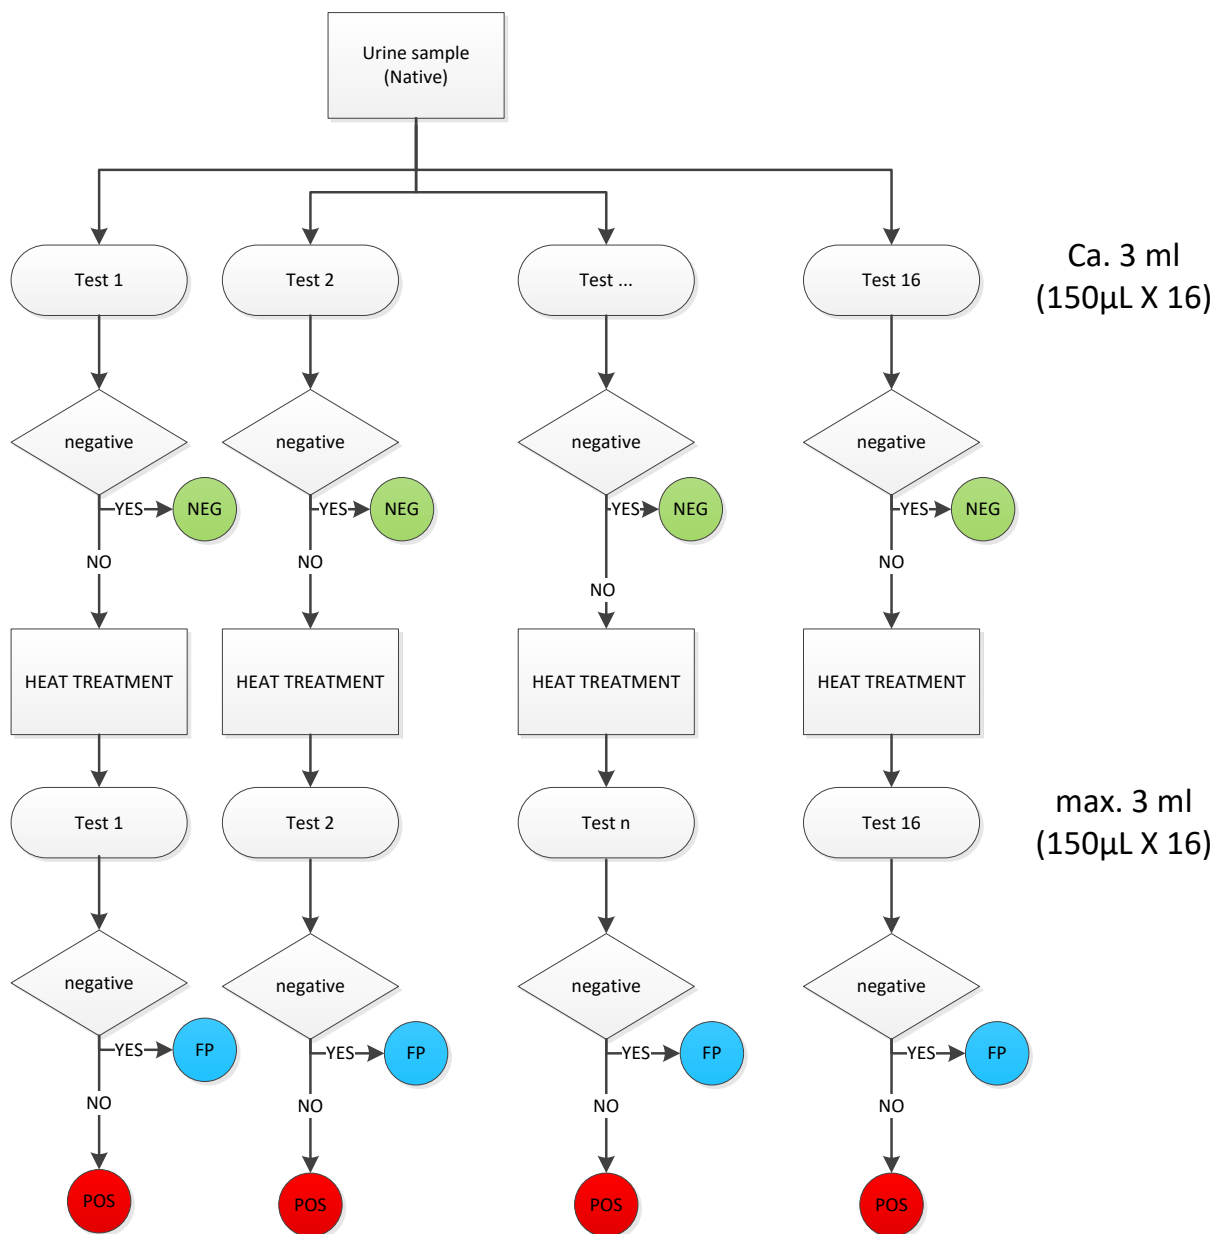 Urine sample
(Native)
Test 1
Test 2
Test ...
Test 16
Ca. 3 ml
(150µL X 16)
negative
negative
negative
negative
YES
NEG
YES
NEG
YES
NEG
YES
NEG
NO
NO
NO
NO
HEAT TREATMENT
HEAT TREATMENT
HEAT TREATMENT
HEAT TREATMENT
Test 1
Test 2
Test n
Test 16
max. 3 ml
(150µL X 16)
negative
negative
negative
negative
YES
FP
YES
FP
YES
FP
YES
FP
NO
NO
NO
NO
POS
POS
POS
POS